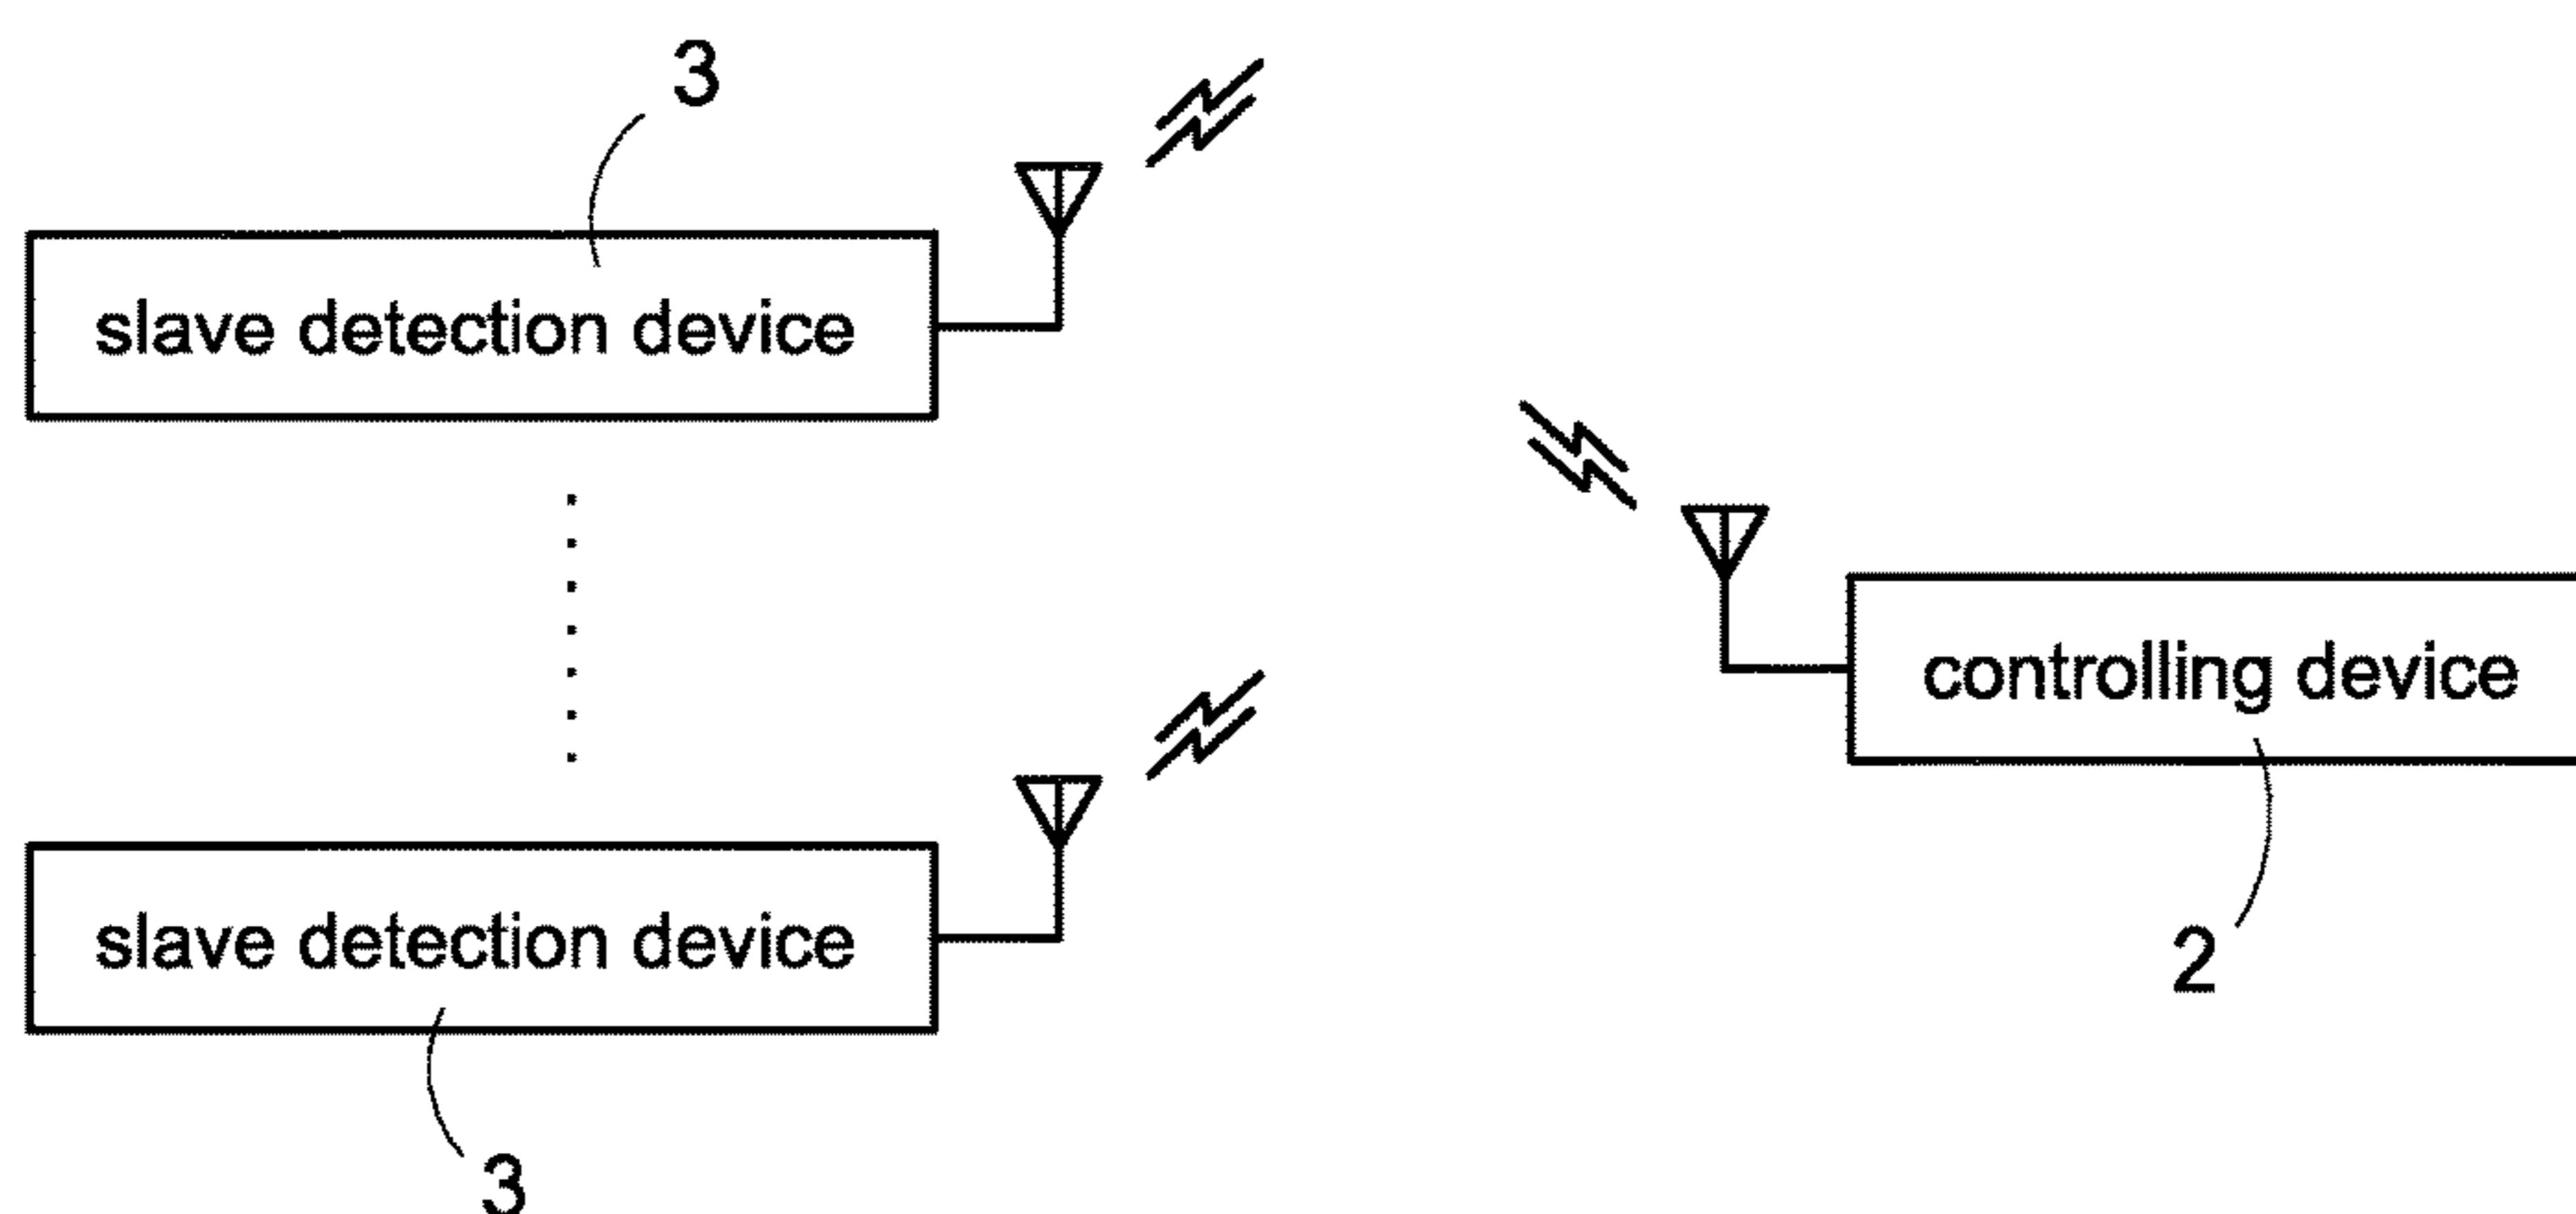 3
slave detection device
controlling device
slave detection device
2
3